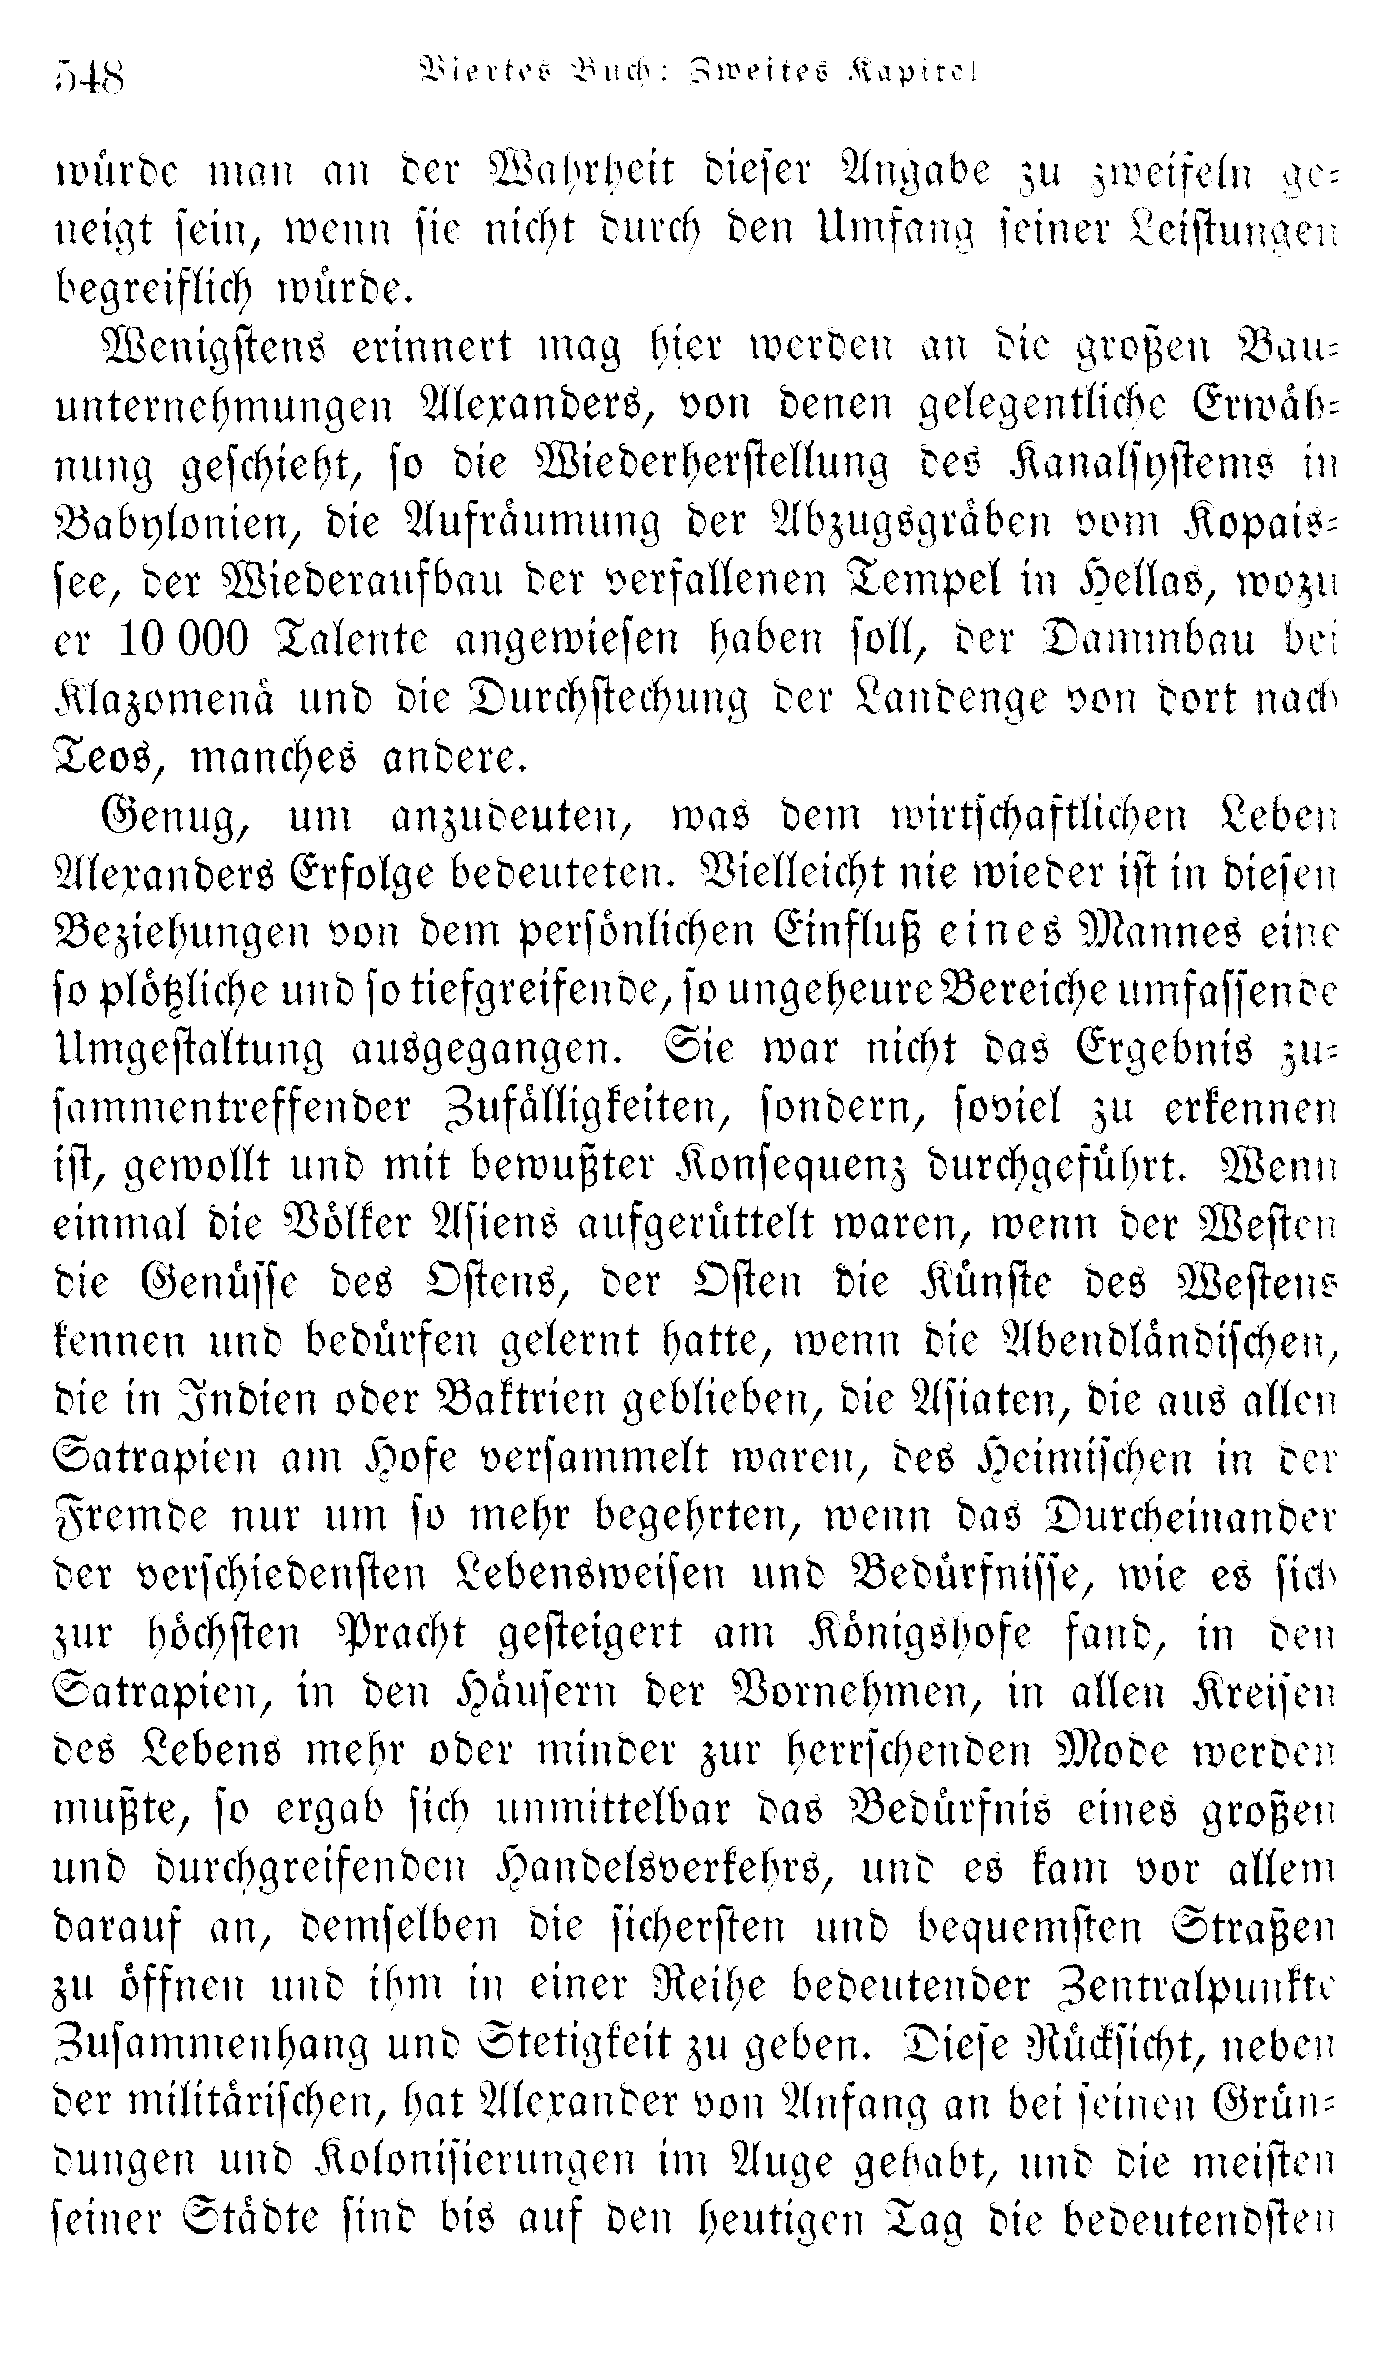 548 Viertes Buch: Zweites Kapitel
würde man an der Wahrheit dieser Angabe zu zweifeln ge-
neigt sein, wenn sie nicht durch den Umfang seiner Leistungen
begreiflich würde.
Wenigstens erinnert mag hier werden an die großen Bau-
unternehmungen Alexanders, von denen gelegentliche Erwäh-
nung geschieht, so die Wiederherstellung des Kanalsystems in
Babylonien, die Aufräumung der Abzugsgräben vom Kopais-
see, der Wiederaufbau der verfallenen Tempel in Hellas, wozu
er 10 000 Talente angewiesen haben soll, der Dammbau bei
Klazomenä und die Durchstechung der Landenge von dort nach
Teos, manches andere.
Genug, um anzudeuten, was dem wirtschaftlichen Leben
Alexanders Erfolge bedeuteten. Vielleicht nie wieder ist in diesen
Beziehungen von dem persönlichen Einfluß eines Mannes eine
so plötzliche und so tiefgreifende, so ungeheure Bereiche umfassende
Umgestaltung ausgegangen. Sie war nicht das Ergebnis zu-
sammentreffender Zufälligkeiten, sondern, soviel zu erkennen
ist, gewollt und mit bewußter Konsequenz durchgeführt. Wenn
einmal die Völker Asiens aufgerüttelt waren, wenn der Westen
die Genüsse des Ostens, der Osten die Künste des Westens
kennen und bedürfen gelernt hatte, wenn die Abendländischen,
die in Indien oder Baktrien geblieben, die Asiaten, die aus allen
Satrapien am Hofe versammelt waren, des Heimischen in der
Fremde nur um so mehr begehrten, wenn das Durcheinander
der verschiedensten Lebensweisen und Bedürfnisse, wie es sich
zur höchsten Pracht gesteigert am Königshofe fand, in den
Satrapien, in den Häusern der Vornehmen, in allen Kreisen
des Lebens mehr oder minder zur herrschenden Mode werden
mußte, so ergab sich unmittelbar das Bedürfnis eines großen
und durchgreifenden Handelsverkehrs, und es kam vor allem
darauf an, demselben die sichersten und bequemsten Straßen
zu öffnen und ihm in einer Reihe bedeutender Zentralpunkte
Zusammenhang und Stetigkeit zu geben. Diese Rücksicht, neben
der militärischen, hat Alexander von Anfang an bei seinen Grün-
dungen und Kolonisierungen im Auge gehabt, und die meisten
seiner Städte sind bis auf den heutigen Tag die bedeutendsten